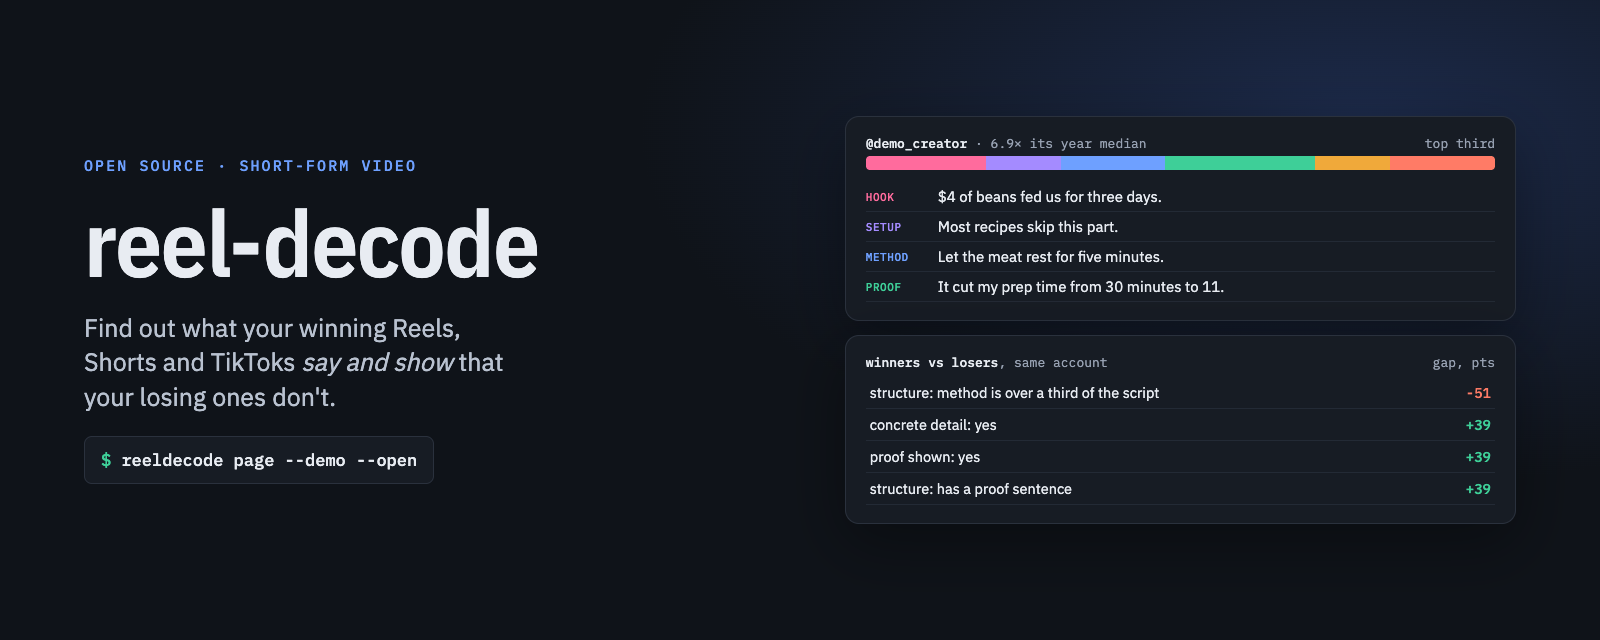 OPEN SOURCE · SHORT-FORM VIDEO
reel-decode
Find out what your winning Reels,
Shorts and TikToks say and show that
your losing ones don't.
$ reeldecode page --demo --open
@demo_creator · 6.9× its year median top third
HOOK $4 of beans fed us for three days.
SETUP Most recipes skip this part.
METHOD Let the meat rest for five minutes.
PROOF It cut my prep time from 30 minutes to 11.
winners vs losers, same account gap, pts
structure: method is over a third of the script -51
concrete detail: yes +39
proof shown: yes +39
structure: has a proof sentence +39